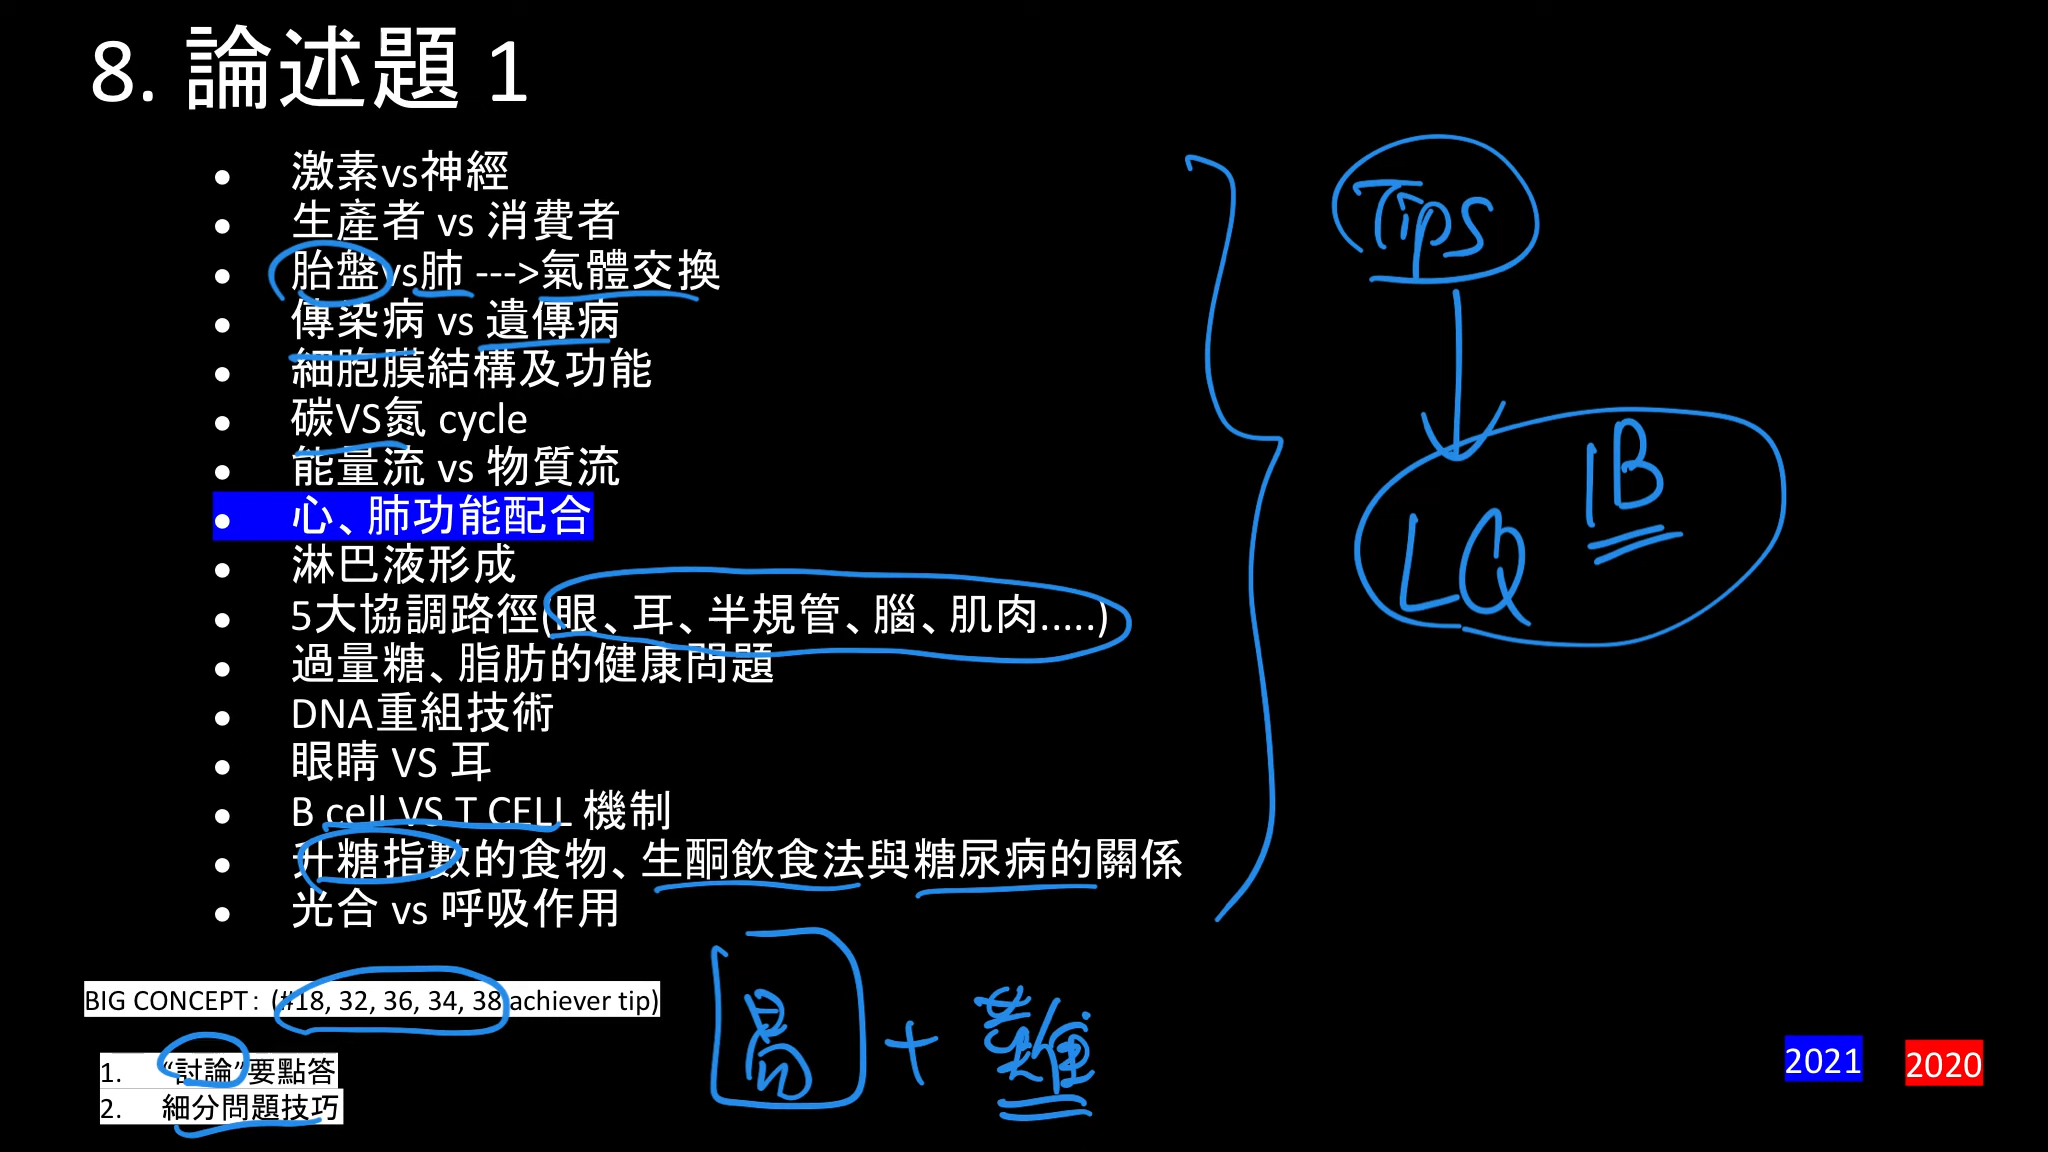 8. 論述題 1
● 激素vs神經
● 生產者 vs 消費者
● 胎盤vs肺 --->氣體交換
● 傳染病 vs 遺傳病
● 細胞膜結構及功能
● 碳VS氮 cycle
● 能量流 vs 物質流
● 心、肺功能配合
● 淋巴液形成
● 5大協調路徑(眼、耳、半規管、腦、肌肉.....)
● 過量糖、脂肪的健康問題
● DNA重組技術
● 眼睛 VS 耳
● B cell VS T CELL 機制
● 升糖指數的食物、生酮飲食法與糖尿病的關係
● 光合 vs 呼吸作用
Tips
LQ 1B
易 + 難
BIG CONCEPT : (#18, 32, 36, 34, 38 achiever tip)
1. “討論”要點答
2. 細分問題技巧
2021 2020